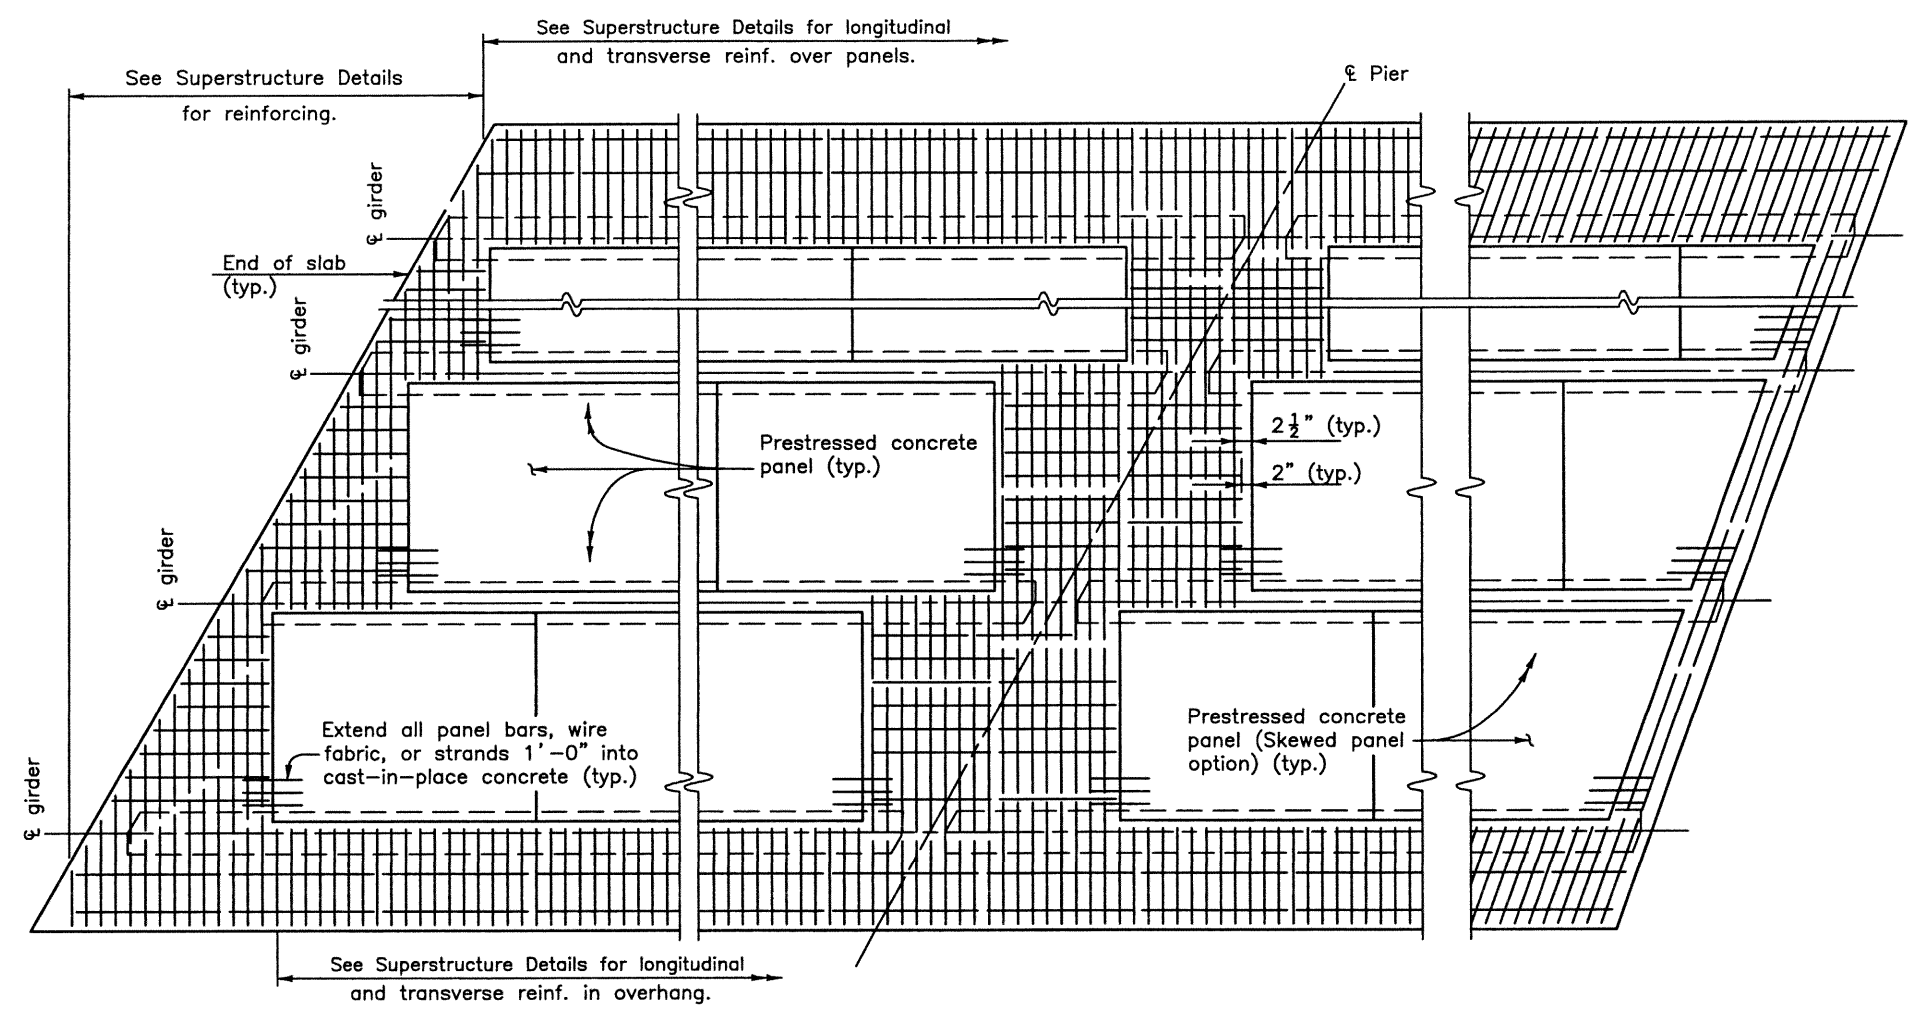 See Superstructure Details for longitudinal
and transverse reinf. over panels.
See Superstructure Details
for reinforcing.
℄ Pier
℄ girder
End of slab
(typ.)
℄ girder
2½" (typ.)
Prestressed concrete
panel (typ.)
2" (typ.)
℄ girder
Prestressed concrete
panel (Skewed panel
option) (typ.)
Extend all panel bars, wire
fabric, or strands 1'-0" into
cast-in-place concrete (typ.)
℄ girder
See Superstructure Details for longitudinal
and transverse reinf. in overhang.